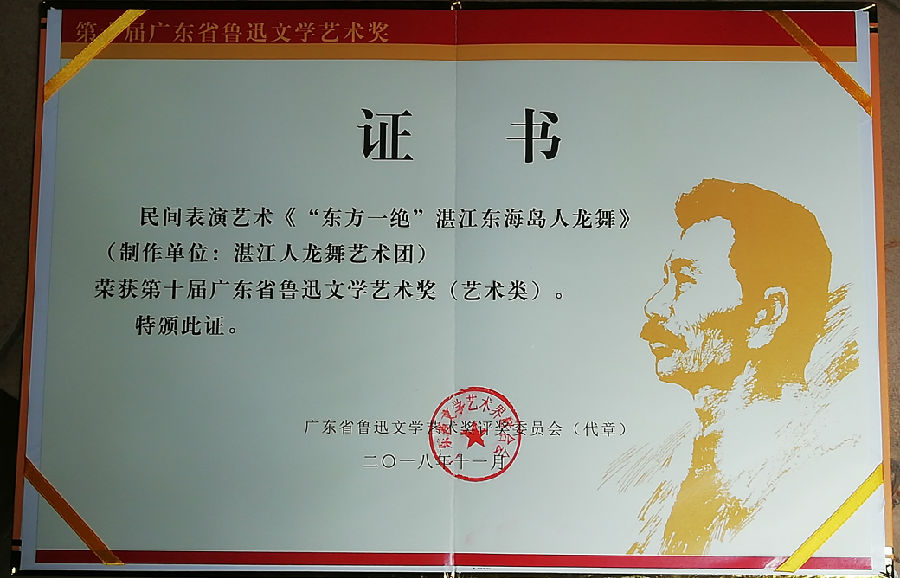 第十届广东省鲁迅文学艺术奖
证 书
民间表演艺术《“东方一绝”湛江东海岛人龙舞》
（制作单位：湛江人龙舞艺术团）
荣获第十届广东省鲁迅文学艺术奖（艺术类）。
特颁此证。
广东省鲁迅文学艺术奖评奖委员会（代章）
二〇一八年十一月